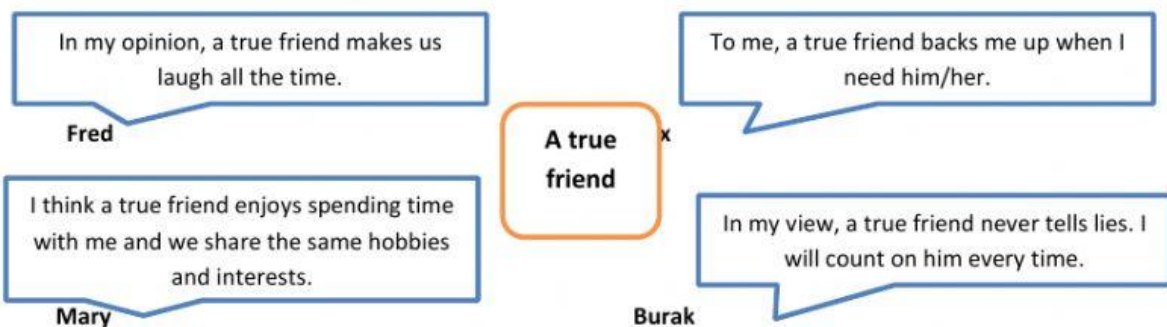 In my opinion, a true friend makes us
laugh all the time.
Fred
To me, a true friend backs me up when I
need him/her.
x
A true
friend
I think a true friend enjoys spending time
with me and we share the same hobbies
and interests.
Mary
In my view, a true friend never tells lies. I
will count on him every time.
Burak